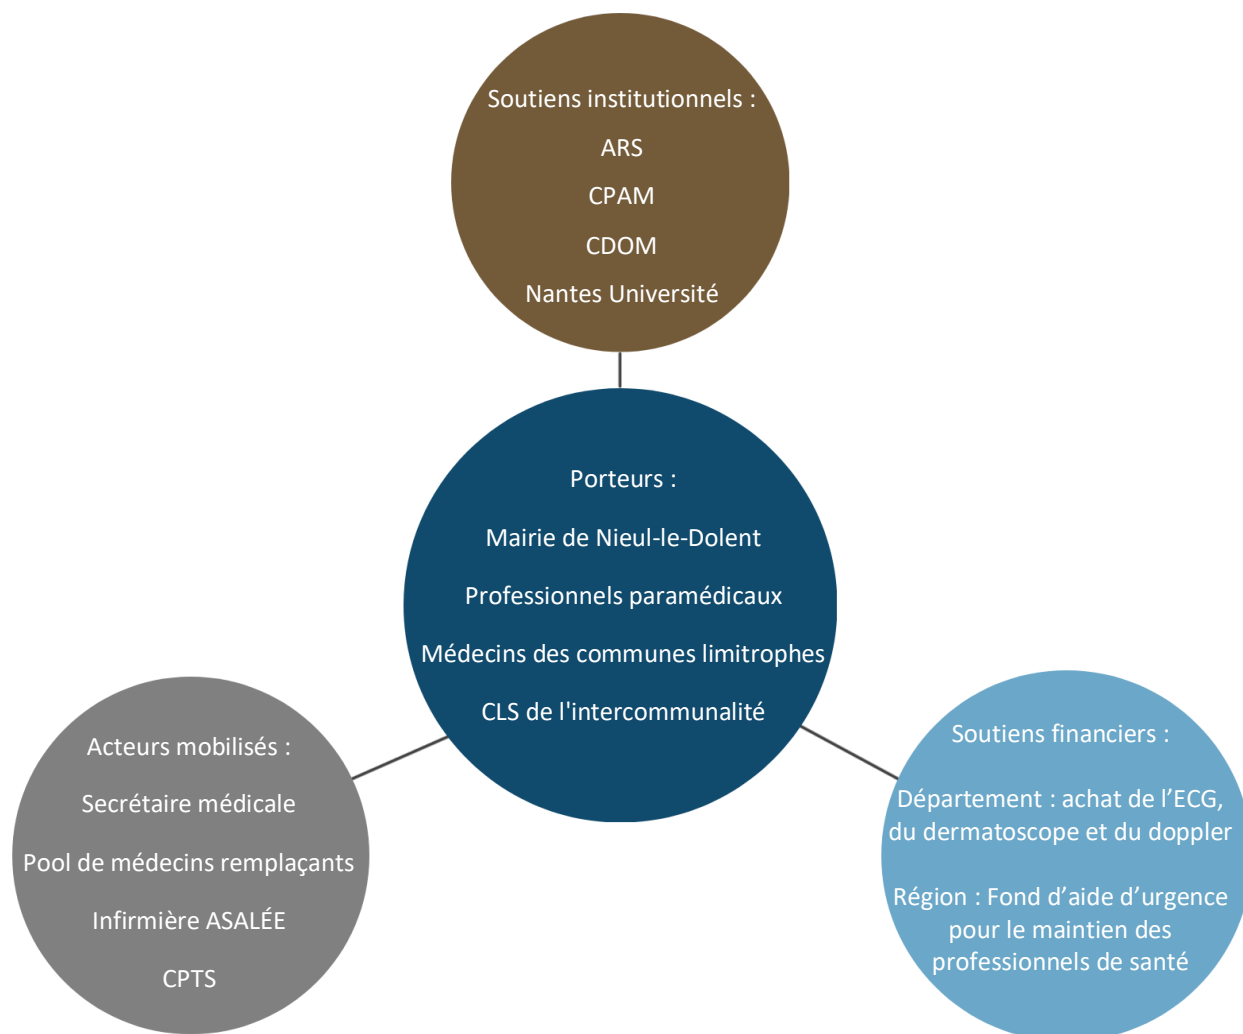 Soutiens institutionnels :
ARS
CPAM
CDOM
Nantes Université
Porteurs :
Mairie de Nieul-le-Dolent
Professionnels paramédicaux
Médecins des communes limitrophes
CLS de l'intercommunalité
Acteurs mobilisés :
Secrétaire médicale
Pool de médecins remplaçants
Infirmière ASALÉE
CPTS
Soutiens financiers :
Département : achat de l’ECG,
du dermatoscope et du doppler
Région : Fond d’aide d’urgence
pour le maintien des
professionnels de santé